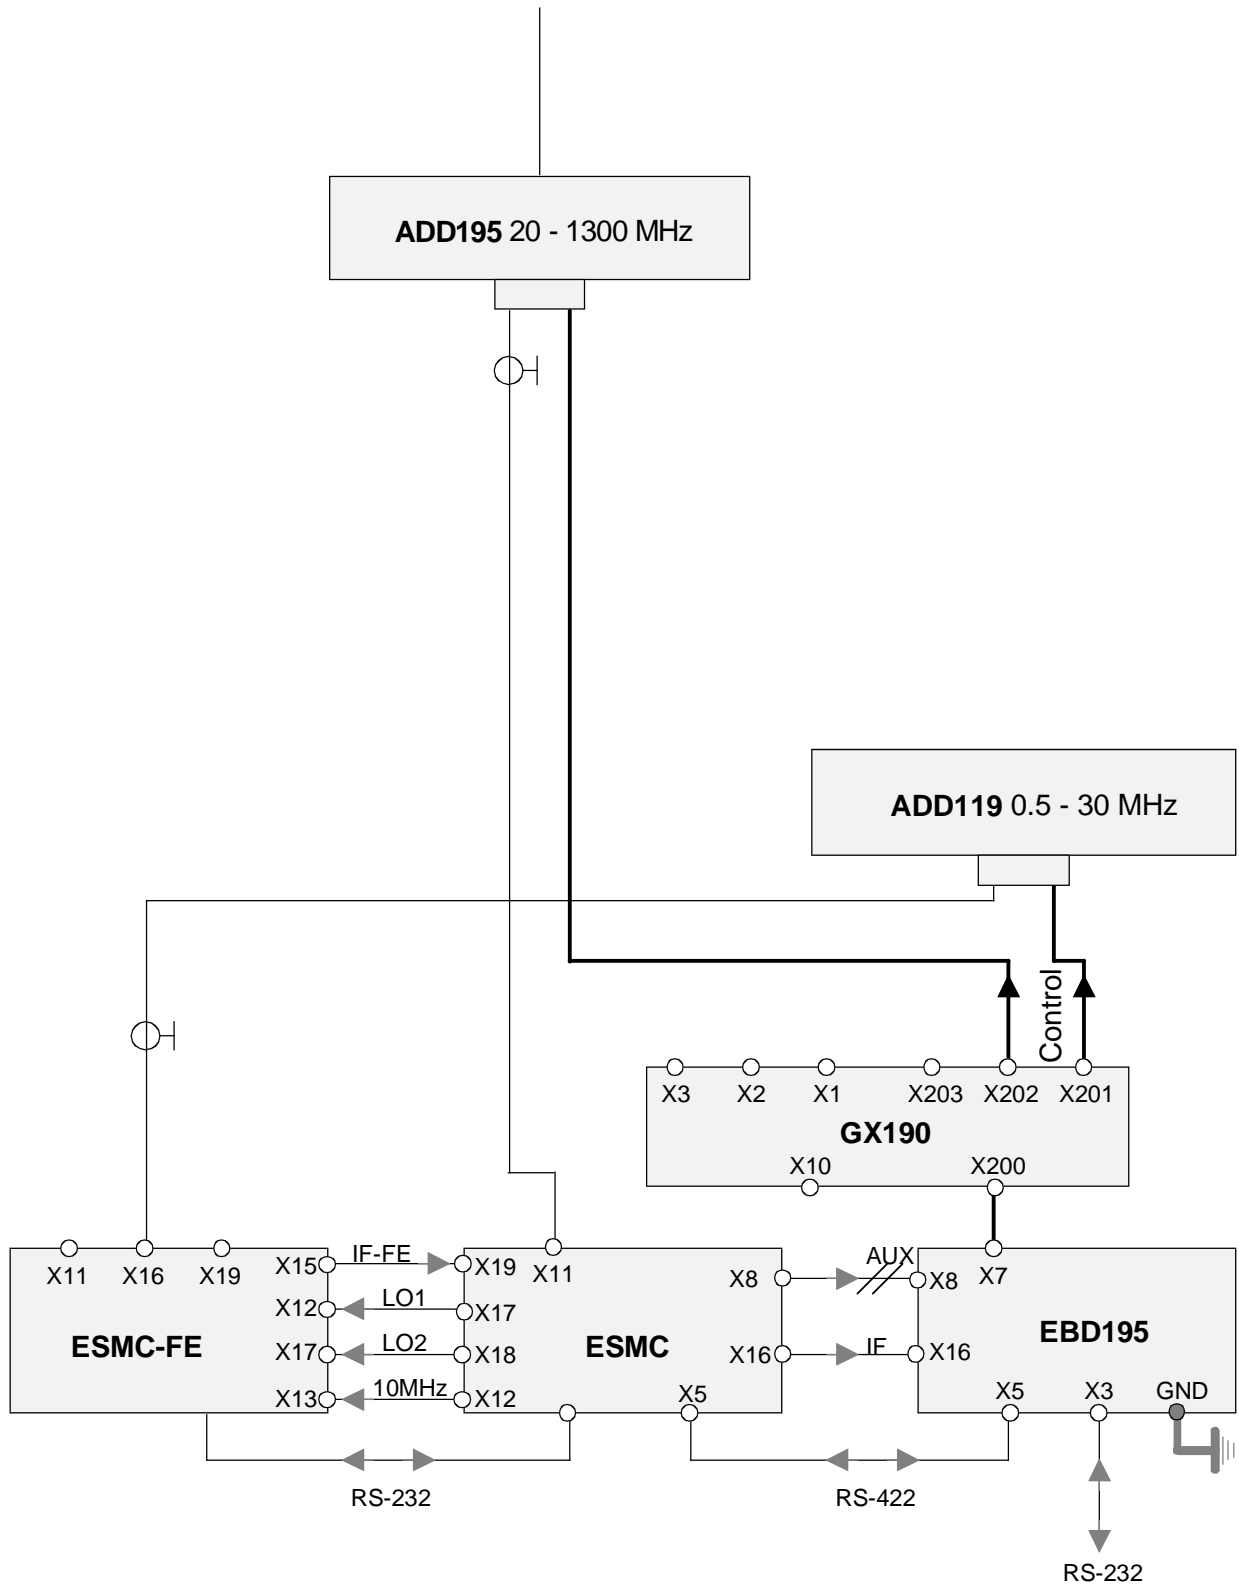 ADD195 20 - 1300 MHz
ADD119 0.5 - 30 MHz
Control
X3 X2 X1 X203 X202 X201
GX190
X10 X200
X11 X16 X19 X15 IF-FE X19 X11 X8 AUX X8 X7
X12 LO1 X17
ESMC-FE X17 LO2 X18 ESMC X16 IF X16 EBD195
X13 10MHz X12 X5 X5 X3 GND
RS-232 RS-422
RS-232